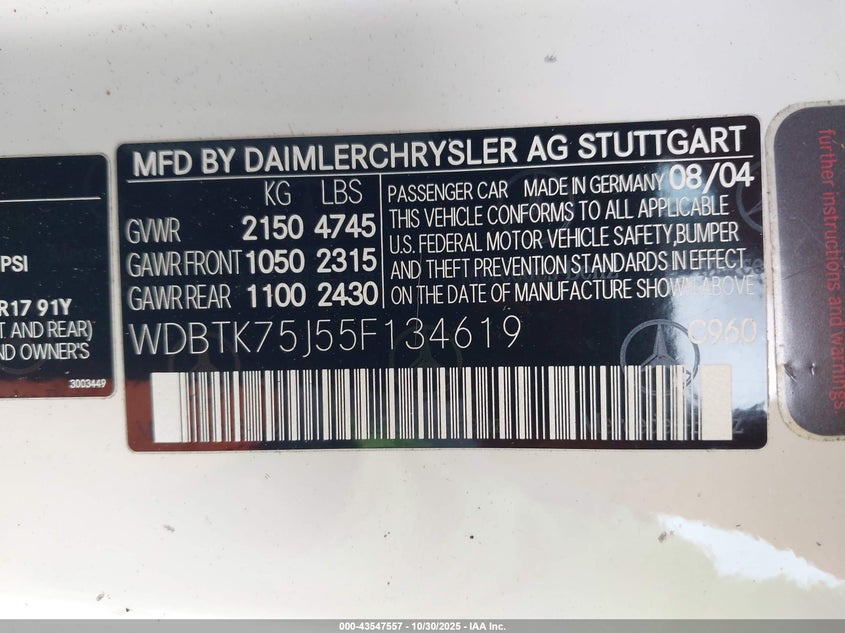 PSI
R17 91Y
T AND REAR)
ND OWNER'S
3003449
MFD BY DAIMLERCHRYSLER AG STUTTGART
KG LBS
GVWR 2150 4745
GAWR FRONT 1050 2315
GAWR REAR 1100 2430
PASSENGER CAR MADE IN GERMANY 08/04
THIS VEHICLE CONFORMS TO ALL APPLICABLE
U.S. FEDERAL MOTOR VEHICLE SAFETY,BUMPER
AND THEFT PREVENTION STANDARDS IN EFFECT
ON THE DATE OF MANUFACTURE SHOWN ABOVE
WDBTK75J55F134619 C960
further instructions and warnings
000-43547557 - 10/30/2025 - IAA Inc.